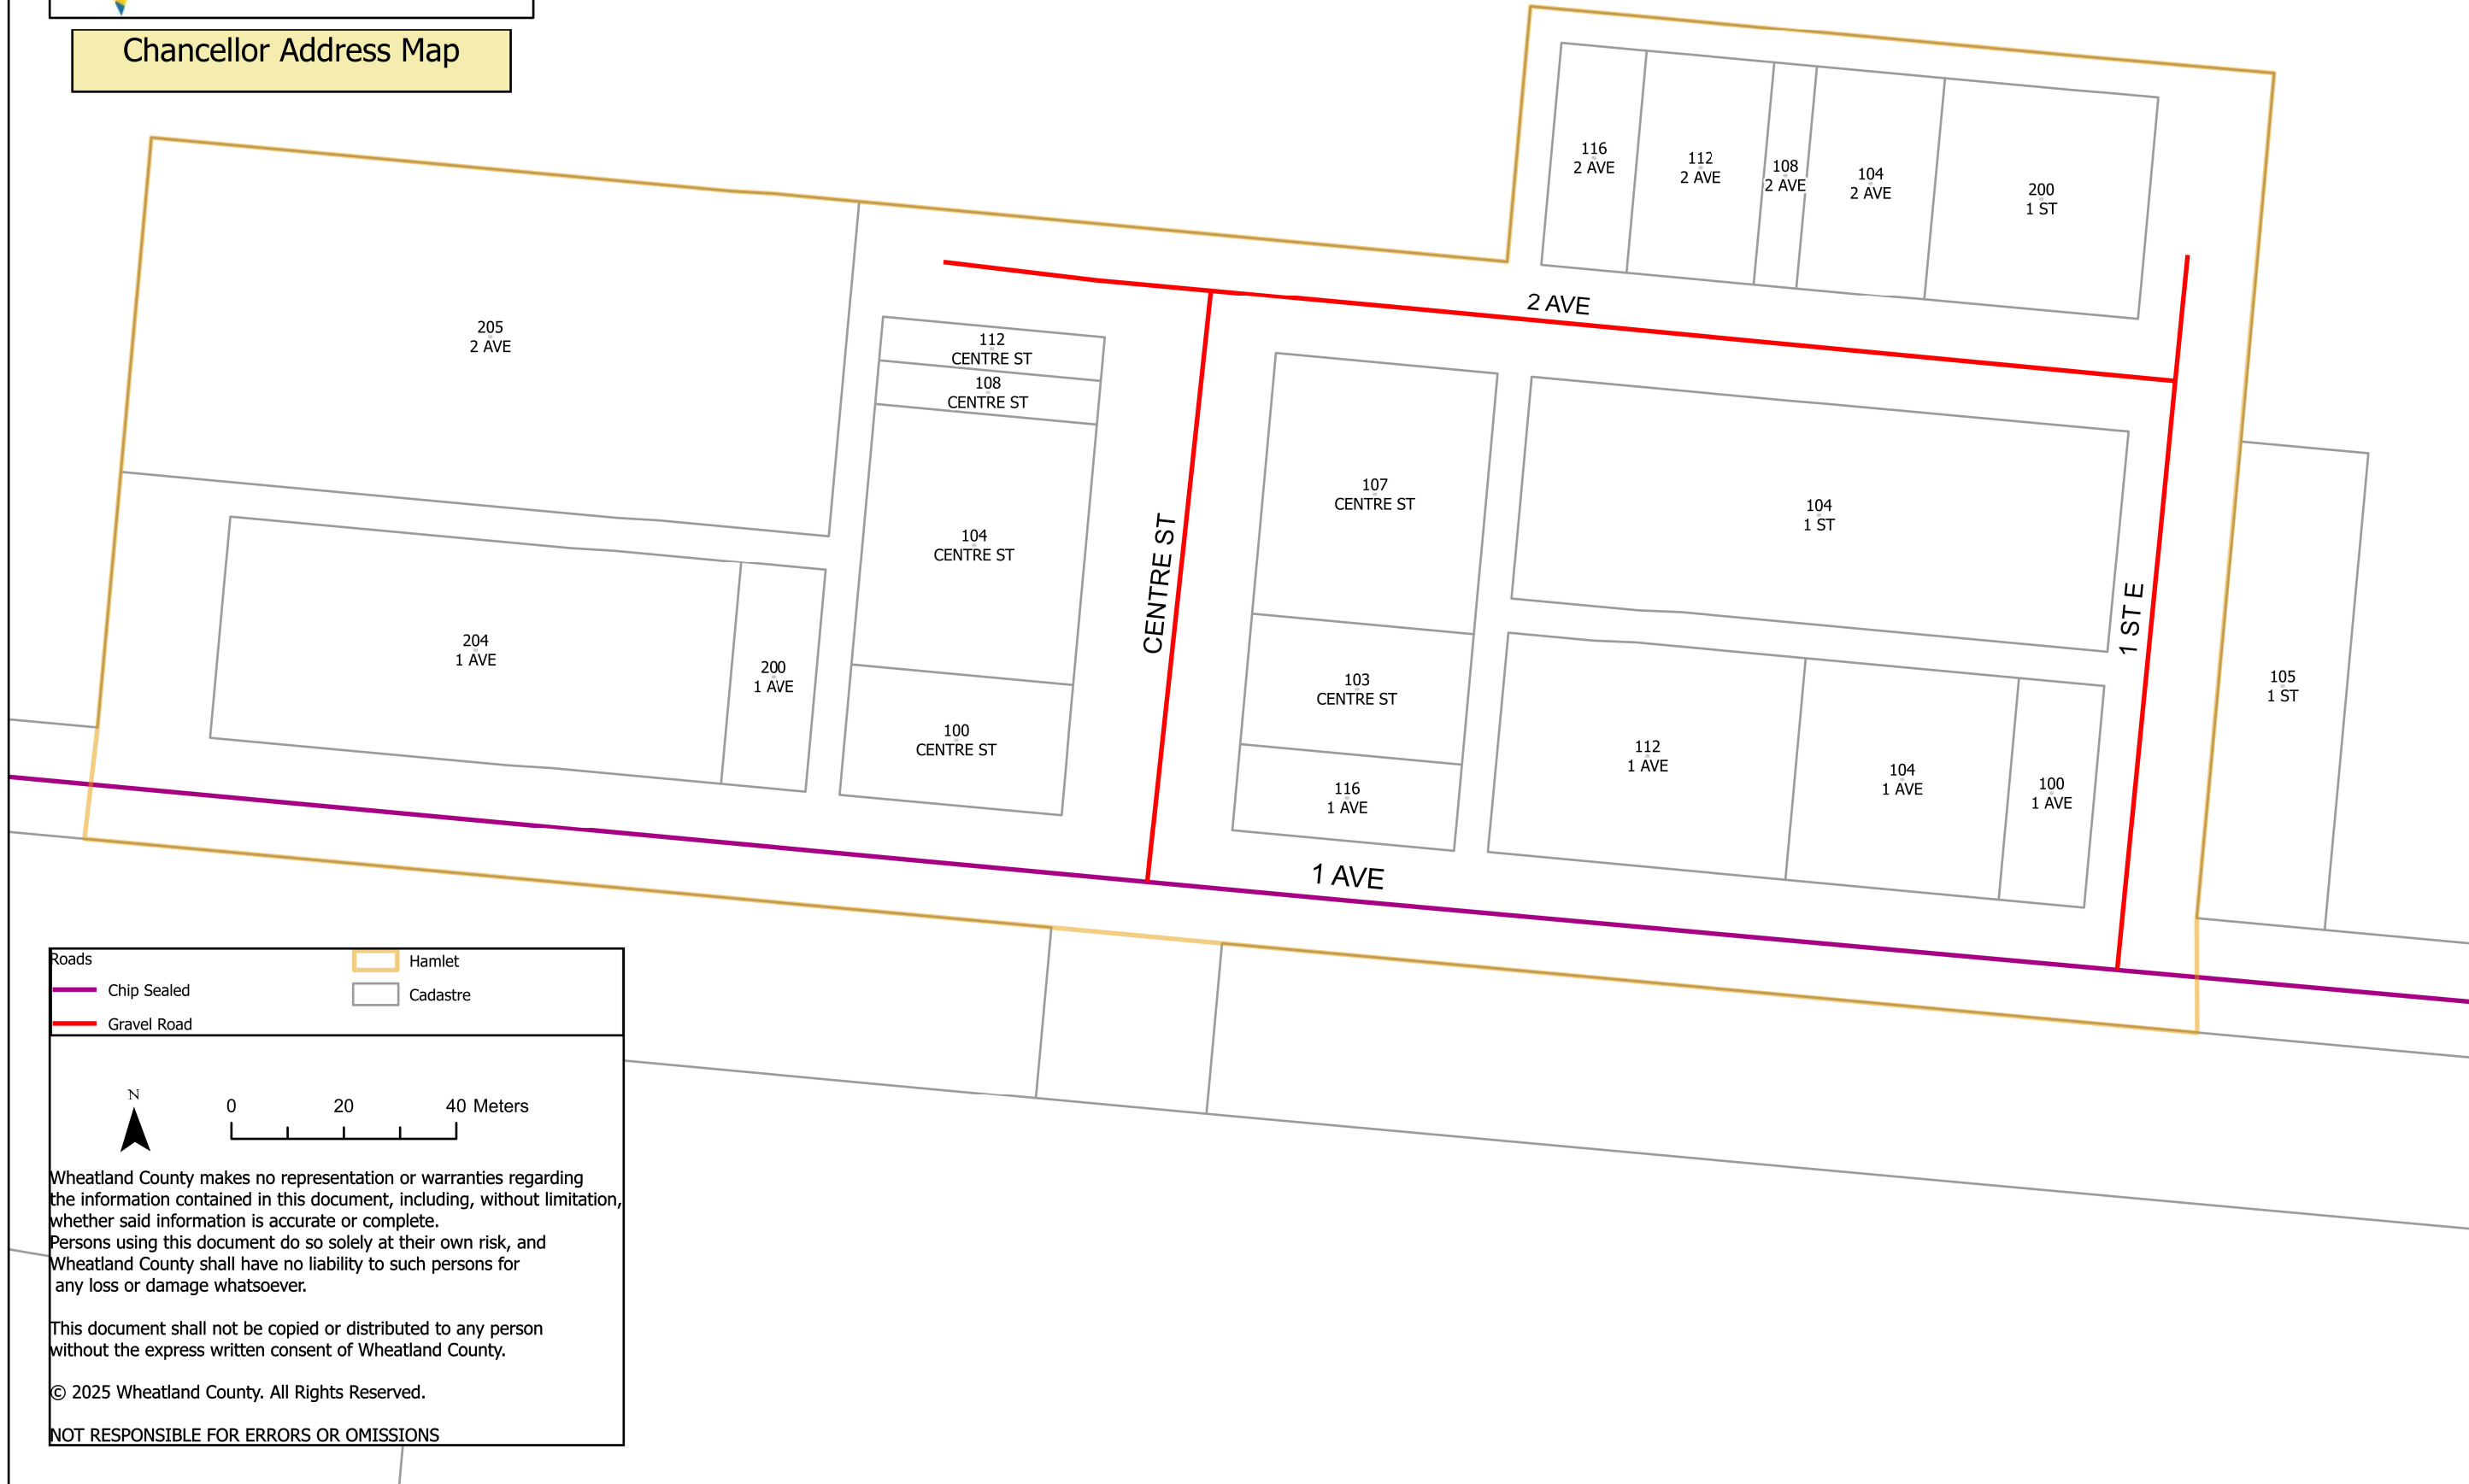 Chancellor Address Map
116
2 AVE
112
2 AVE
108
2 AVE
104
2 AVE
200
1 ST
2 AVE
205
2 AVE
112
CENTRE ST
108
CENTRE ST
104
CENTRE ST
100
CENTRE ST
204
1 AVE
200
1 AVE
CENTRE ST
107
CENTRE ST
103
CENTRE ST
116
1 AVE
104
1 ST
112
1 AVE
104
1 AVE
100
1 AVE
1 ST E
105
1 ST
1 AVE
Roads
Chip Sealed
Gravel Road
Hamlet
Cadastre
N
0 20 40 Meters
Wheatland County makes no representation or warranties regarding
the information contained in this document, including, without limitation,
whether said information is accurate or complete.
Persons using this document do so solely at their own risk, and
Wheatland County shall have no liability to such persons for
any loss or damage whatsoever.
This document shall not be copied or distributed to any person
without the express written consent of Wheatland County.
© 2025 Wheatland County. All Rights Reserved.
NOT RESPONSIBLE FOR ERRORS OR OMISSIONS